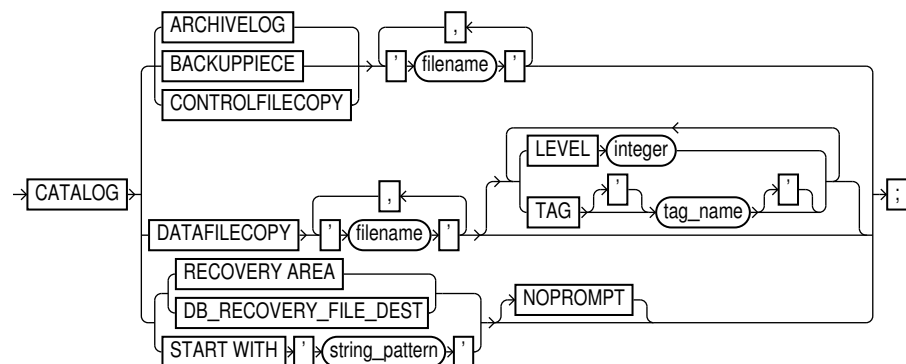 ARCHIVELOG
,
BACKUPPIECE ' filename '
CONTROLFILECOPY
LEVEL integer
CATALOG ;
, TAG ' tag_name '
DATAFILECOPY ' filename '
RECOVERY AREA
NOPROMPT
DB_RECOVERY_FILE_DEST
START WITH ' string_pattern '